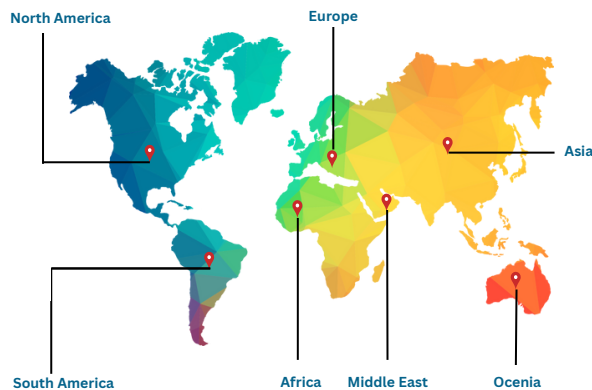 Europe
North America
Asia
South America
Africa
Middle East
Ocenia